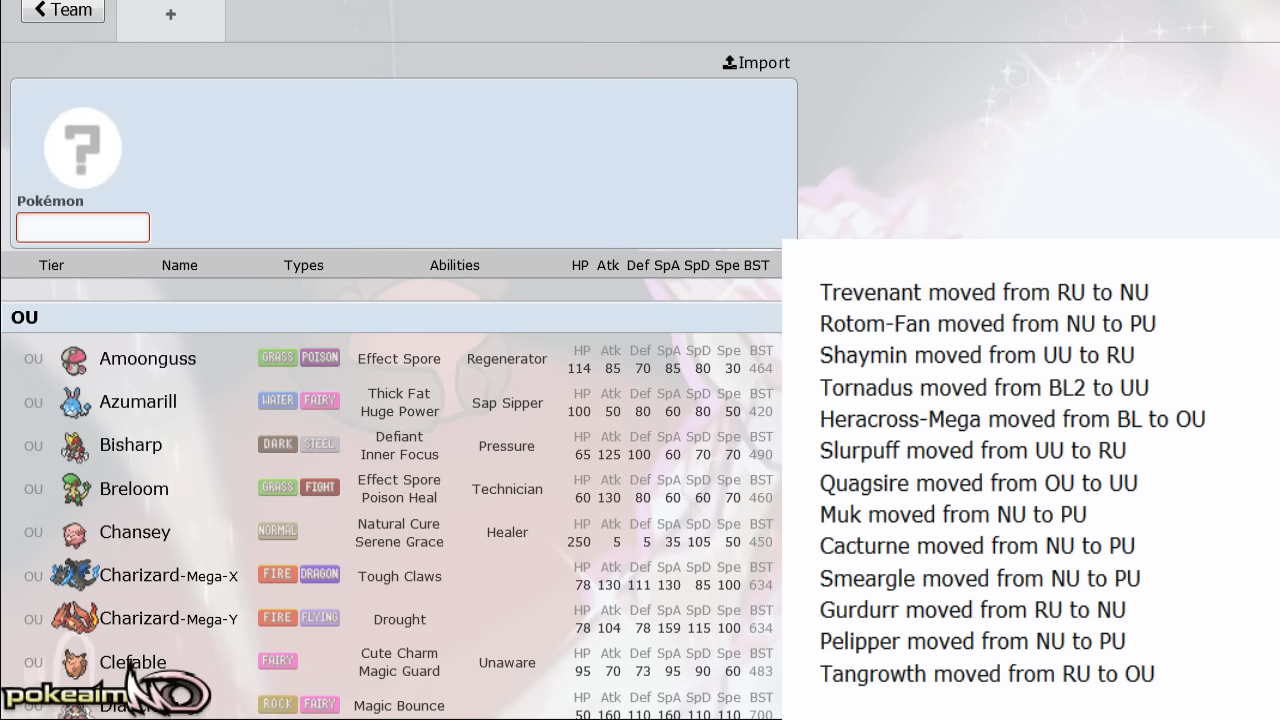 Team
+
Import
?
Pokémon
Tier Name Types Abilities HP Atk Def SpA SpD Spe BST
OU
OU Amoonguss GRASS POISON Effect Spore Regenerator HP Atk Def SpA SpD Spe BST
114 85 70 85 80 30 464
OU Azumarill WATER FAIRY Thick Fat Sap Sipper HP Atk Def SpA SpD Spe BST
Huge Power 100 50 80 60 80 50 420
OU Bisharp DARK STEEL Defiant Pressure HP Atk Def SpA SpD Spe BST
Inner Focus 65 125 100 60 70 70 490
OU Breloom GRASS FIGHT Effect Spore Technician HP Atk Def SpA SpD Spe BST
Poison Heal 60 130 80 60 60 70 460
OU Chansey NORMAL Natural Cure Healer HP Atk Def SpA SpD Spe BST
Serene Grace 250 5 5 35 105 50 450
OU Charizard-Mega-X FIRE DRAGON Tough Claws HP Atk Def SpA SpD Spe BST
78 130 111 130 85 100 634
OU Charizard-Mega-Y FIRE FLYING Drought HP Atk Def SpA SpD Spe BST
78 104 78 159 115 100 634
OU Clefable FAIRY Cute Charm Unaware HP Atk Def SpA SpD Spe BST
Magic Guard 95 70 73 95 90 60 483
ROCK FAIRY Magic Bounce HP Atk Def SpA SpD Spe BST
50 160 110 160 110 110 700
pokeaimNO
Trevenant moved from RU to NU
Rotom-Fan moved from NU to PU
Shaymin moved from UU to RU
Tornadus moved from BL2 to UU
Heracross-Mega moved from BL to OU
Slurpuff moved from UU to RU
Quagsire moved from OU to UU
Muk moved from NU to PU
Cacturne moved from NU to PU
Smeargle moved from NU to PU
Gurdurr moved from RU to NU
Pelipper moved from NU to PU
Tangrowth moved from RU to OU